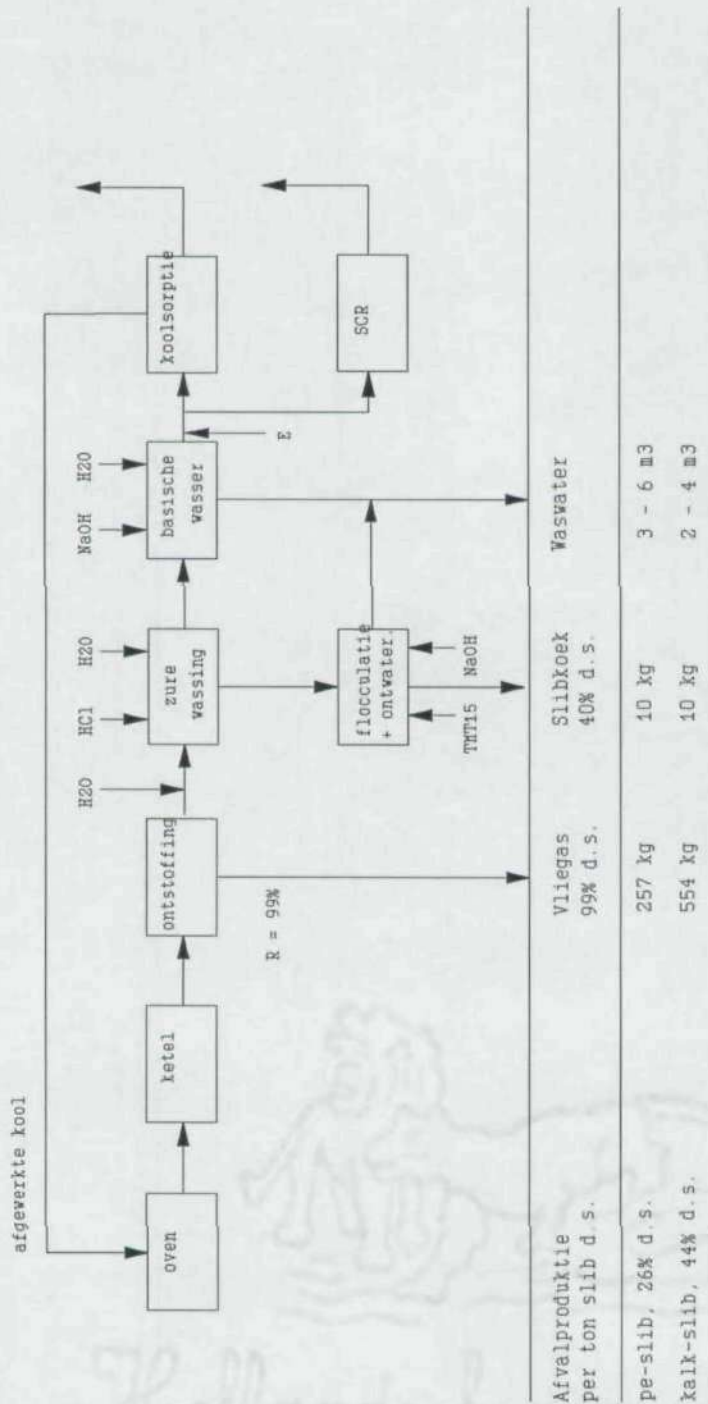 afgewerkte kool
oven
ketel
ontstoffing
R = 99%
H2O
HCl
H2O
zure
wassing
NaOH
H2O
basische
wasser
E
koolsorptie
SCR
flocculatie
+ ontwater.
TMT15
NaOH
Afvalproduktie
per ton slib d.s.
Vliegas
99% d.s.
Slibkoek
40% d.s.
Waswater
pe-slib, 26% d.s.
257 kg
10 kg
3 - 6 m3
kalk-slib, 44% d.s.
554 kg
10 kg
2 - 4 m3